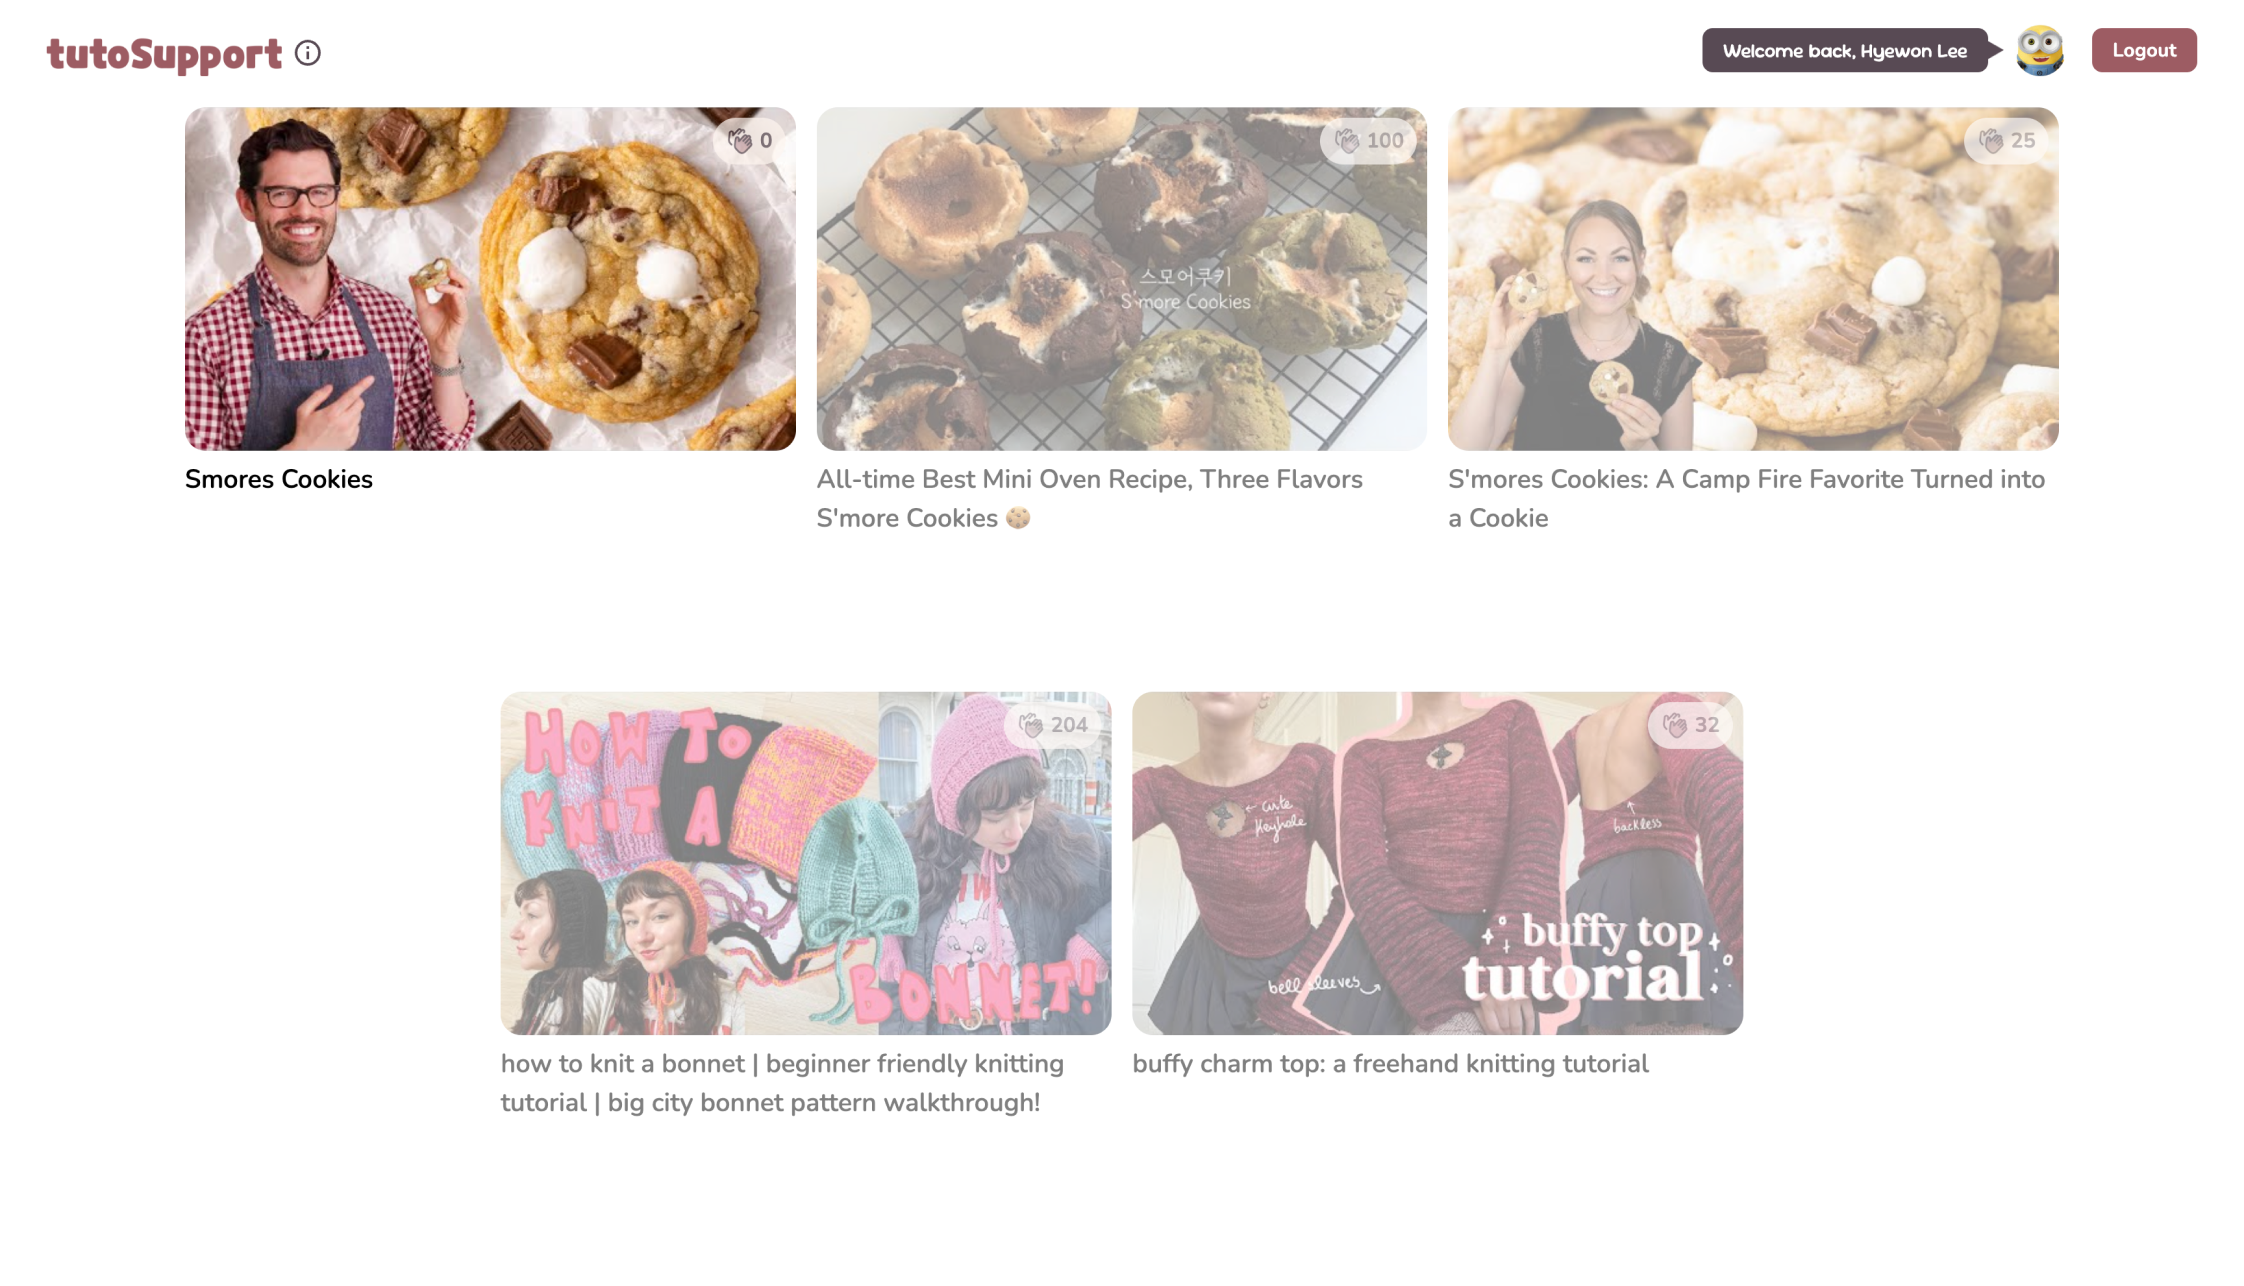 tutoSupport
Welcome back, Hyewon Lee
Logout
0
100
25
스모어쿠키
S'more Cookies
Smores Cookies
All-time Best Mini Oven Recipe, Three Flavors
S'more Cookies 🍪
S'mores Cookies: A Camp Fire Favorite Turned into
a Cookie
204
HOW TO
KNIT A
BONNET!
32
← cute
keyhole
backless
bell sleeves
buffy top
tutorial
how to knit a bonnet | beginner friendly knitting
tutorial | big city bonnet pattern walkthrough!
buffy charm top: a freehand knitting tutorial